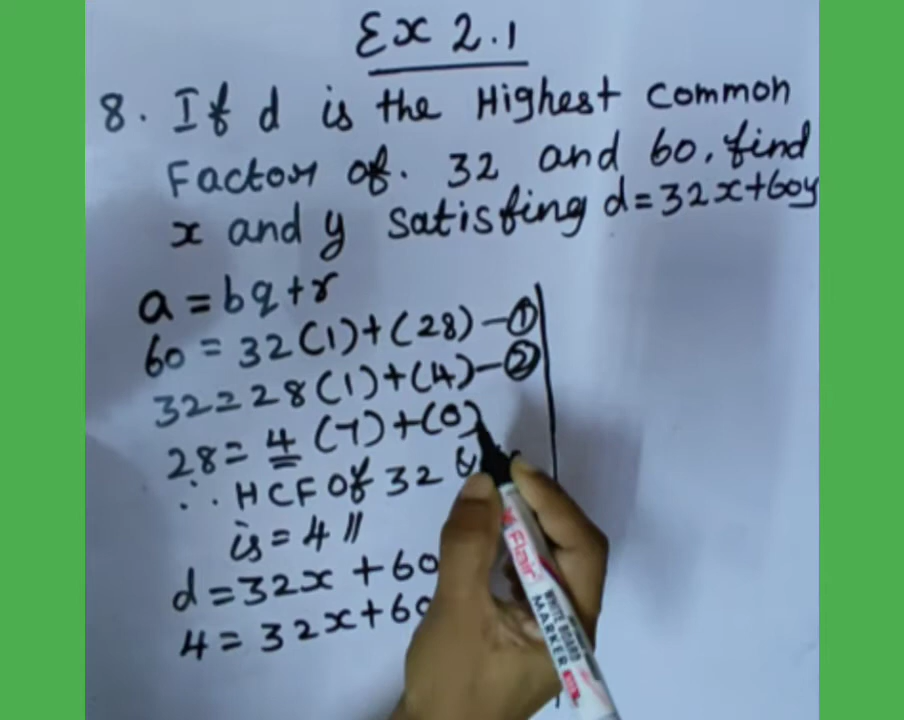 Ex 2.1
8. If d is the Highest common
Factor of. 32 and 60, find
x and y satisfing d=32x+60y
a = bq+r
60 = 32(1)+(28)-①
32=28(1)+(4)-②
28= 4 (7)+(0)
∴ HCF Of 32
is = 4 //
d=32x +60
4 = 32x+60
Flair
WHITE BOARD
MARKER